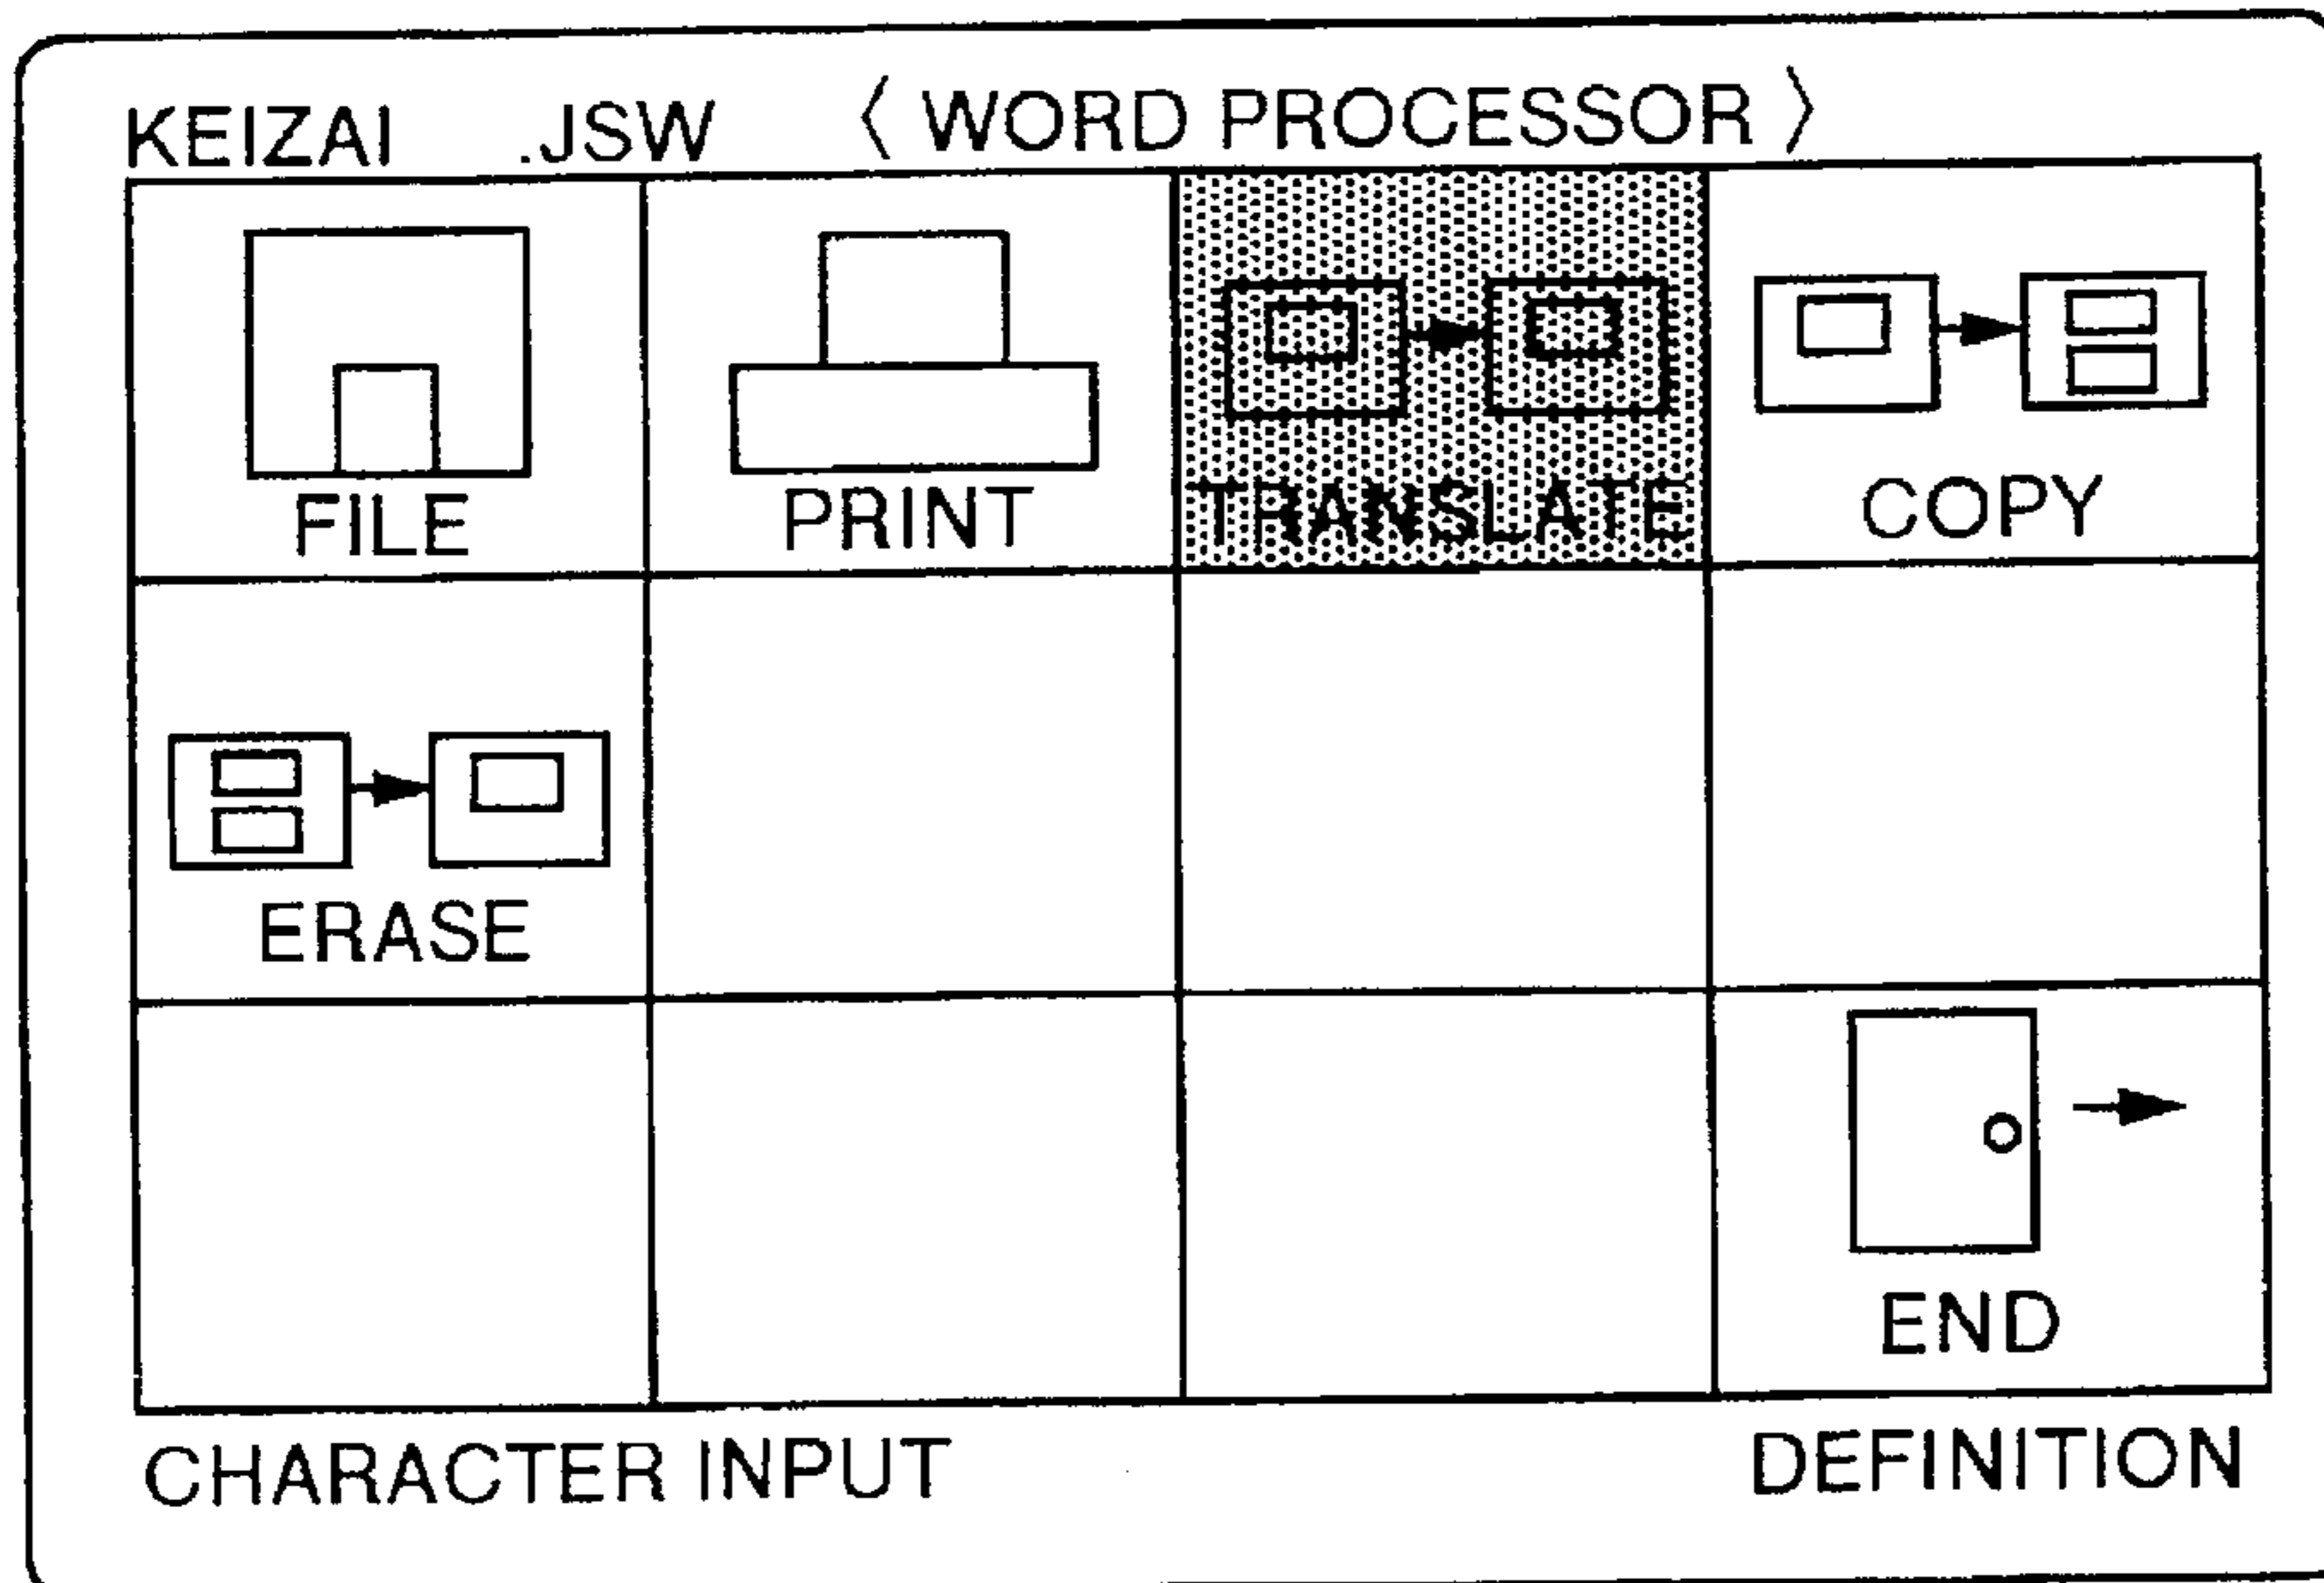 KEIZAI .JSW 〈 WORD PROCESSOR 〉
FILE PRINT TRANSLATE COPY
ERASE
END
CHARACTER INPUT DEFINITION